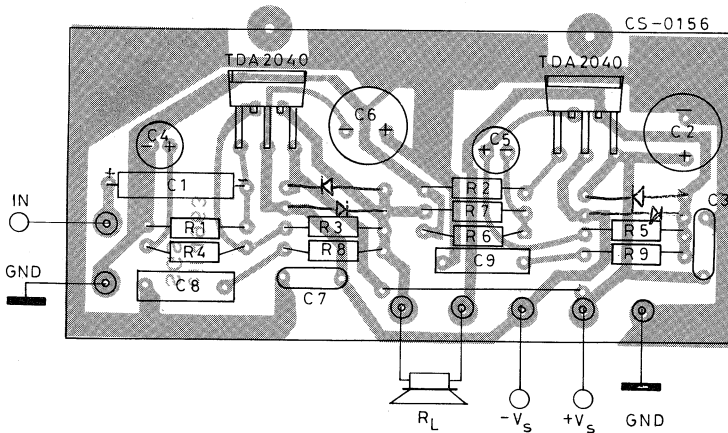 CS-0156
TDA2040
TDA2040
C4
C6
C5
C2
C1
R2
C3
IN
R1
R3
R7
R5
R4
R8
R6
R9
GND
C8
C7
C9
RL
-Vs
+Vs
GND